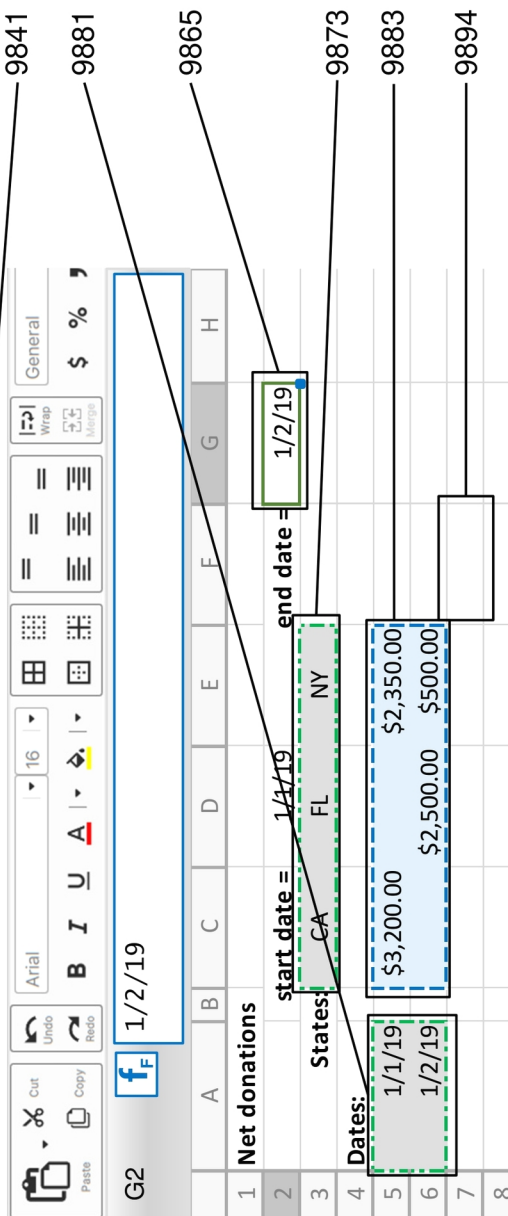 9841
9881
9865
9873
9883
9894
Paste
Cut
Copy
Undo
Redo
Arial
16
B I U A
Wrap
Merge
General
$ % ,
G2
fF
1/2/19
A B C D E F G H
1 Net donations
2 start date = 1/1/19 end date = 1/2/19
3 States: CA FL NY
4 Dates:
5 1/1/19 $3,200.00 $2,350.00
6 1/2/19 $2,500.00 $500.00
7
8